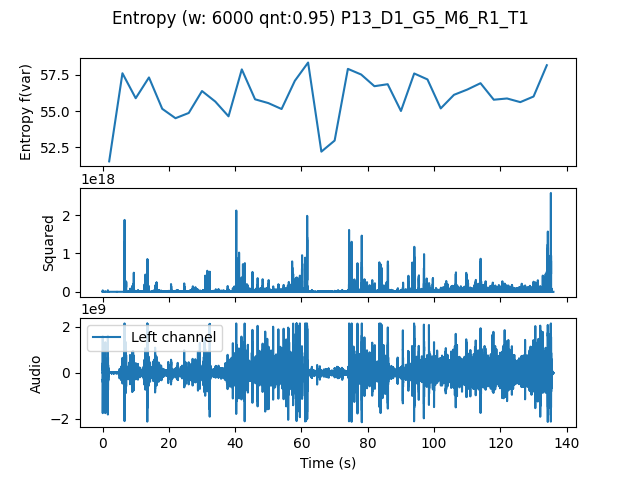 Entropy (w: 6000 qnt:0.95) P13_D1_G5_M6_R1_T1
Entropy f(var)
57.5
55.0
52.5
1e18
Squared
2
1
0
1e9
Audio
2
0
−2
Left channel
0
20
40
60
80
100
120
140
Time (s)